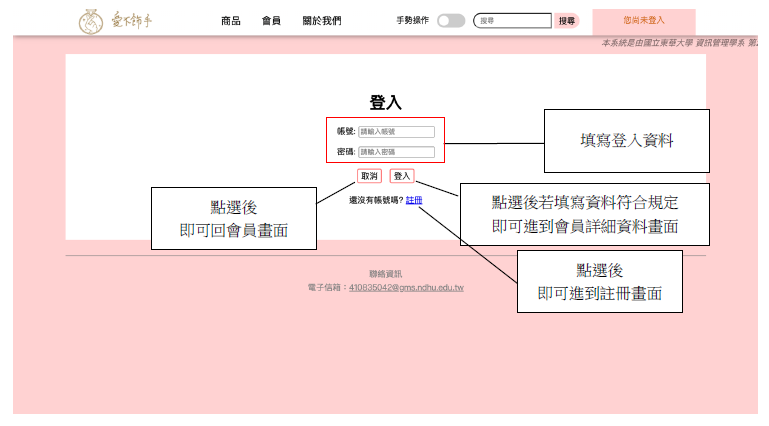 愛不飾手
商品 會員 關於我們 手勢操作 搜尋 搜尋 您尚未登入
本系統是由國立東華大學 資訊管理學系 第
登入
帳號: 請輸入帳號
填寫登入資料
密碼: 請輸入密碼
取消 登入
點選後
即可回會員畫面
點選後若填寫資料符合規定
即可進到會員詳細資料畫面
還沒有帳號嗎? 註冊
點選後
即可進到註冊畫面
聯絡資訊
電子信箱：410835042@gms.ndhu.edu.tw